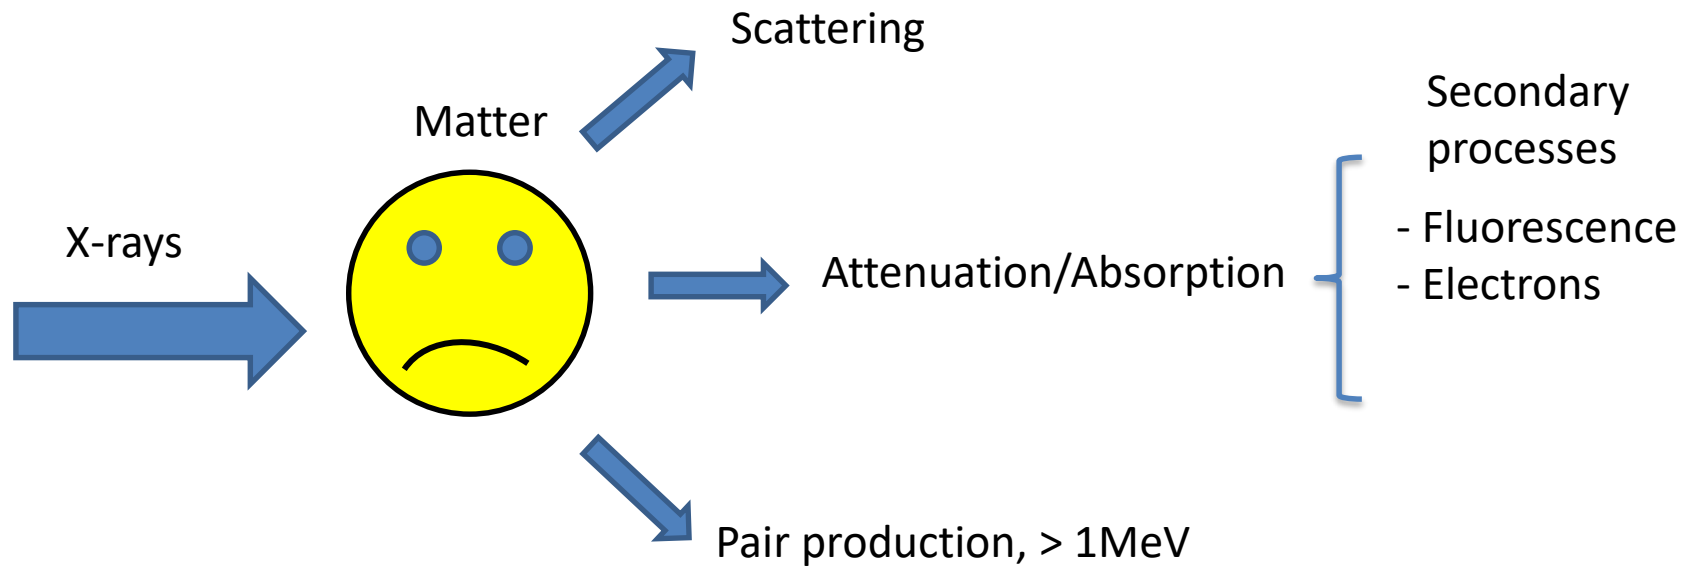 Scattering
Matter
X-rays
Attenuation/Absorption
Secondary
processes
- Fluorescence
- Electrons
Pair production, > 1MeV